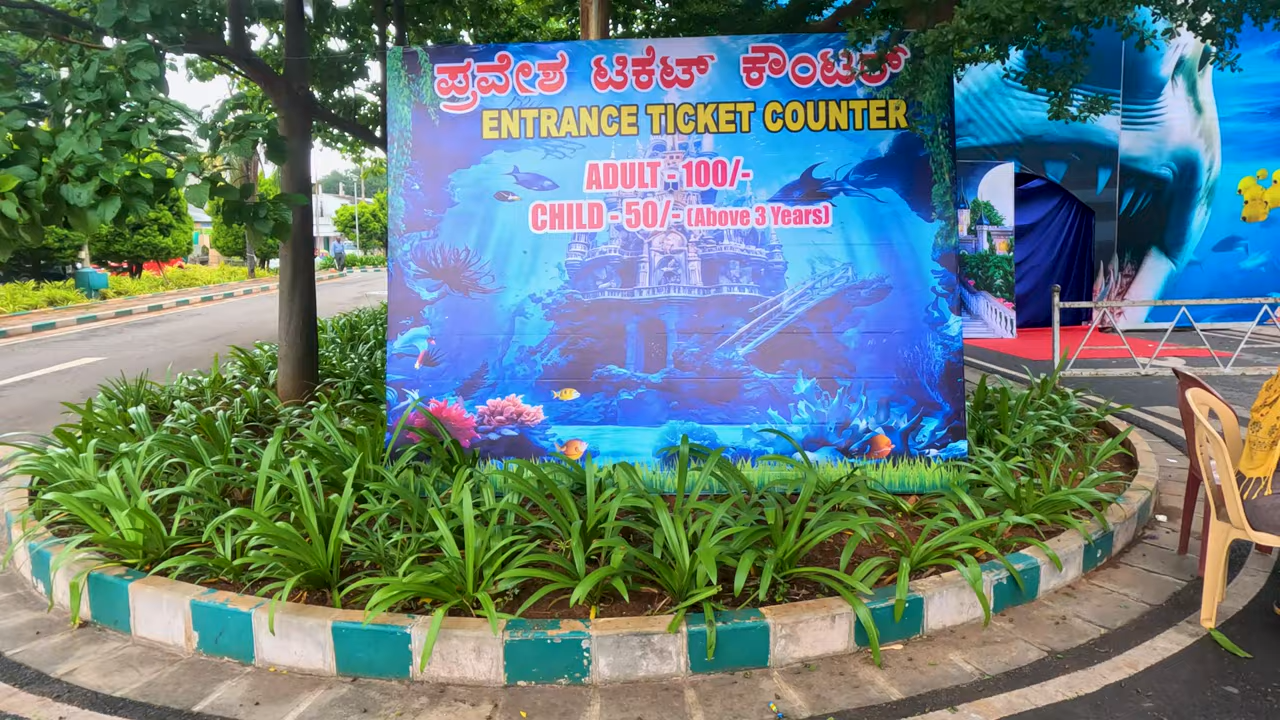 ಪ್ರವೇಶ ಟಿಕೆಟ್ ಕೌಂಟರ್
ENTRANCE TICKET COUNTER
ADULT - 100/-
CHILD - 50/- (Above 3 Years)